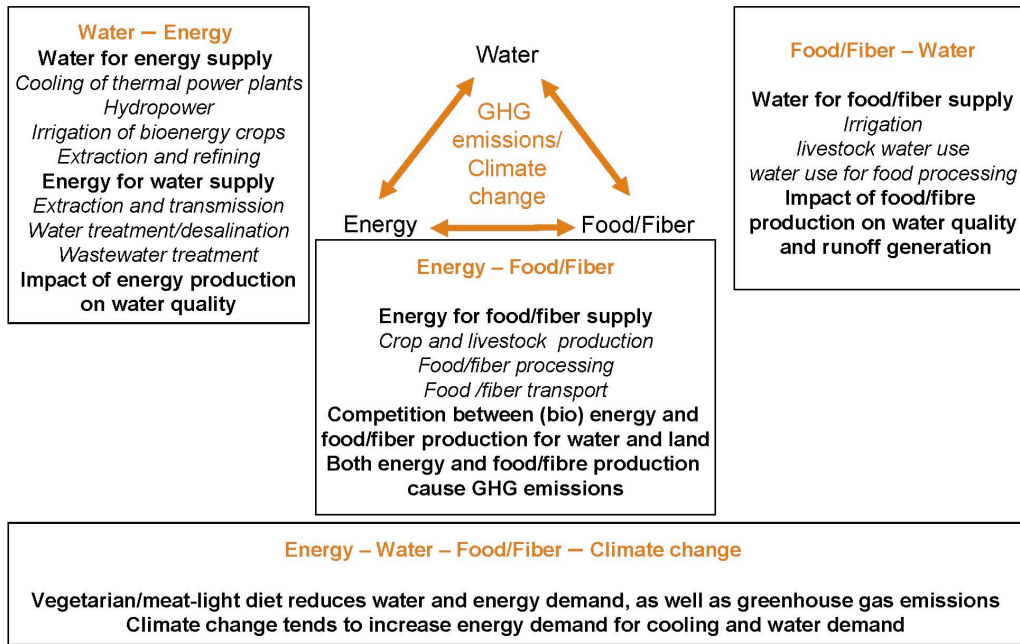 Water – Energy
Water for energy supply
Cooling of thermal power plants
Hydropower
Irrigation of bioenergy crops
Extraction and refining
Energy for water supply
Extraction and transmission
Water treatment/desalination
Wastewater treatment
Impact of energy production
on water quality
Water
GHG
emissions/
Climate
change
Energy
Food/Fiber
Food/Fiber – Water
Water for food/fiber supply
Irrigation
livestock water use
water use for food processing
Impact of food/fibre
production on water quality
and runoff generation
Energy – Food/Fiber
Energy for food/fiber supply
Crop and livestock production
Food/fiber processing
Food /fiber transport
Competition between (bio) energy and
food/fiber production for water and land
Both energy and food/fibre production
cause GHG emissions
Energy – Water – Food/Fiber – Climate change
Vegetarian/meat-light diet reduces water and energy demand, as well as greenhouse gas emissions
Climate change tends to increase energy demand for cooling and water demand